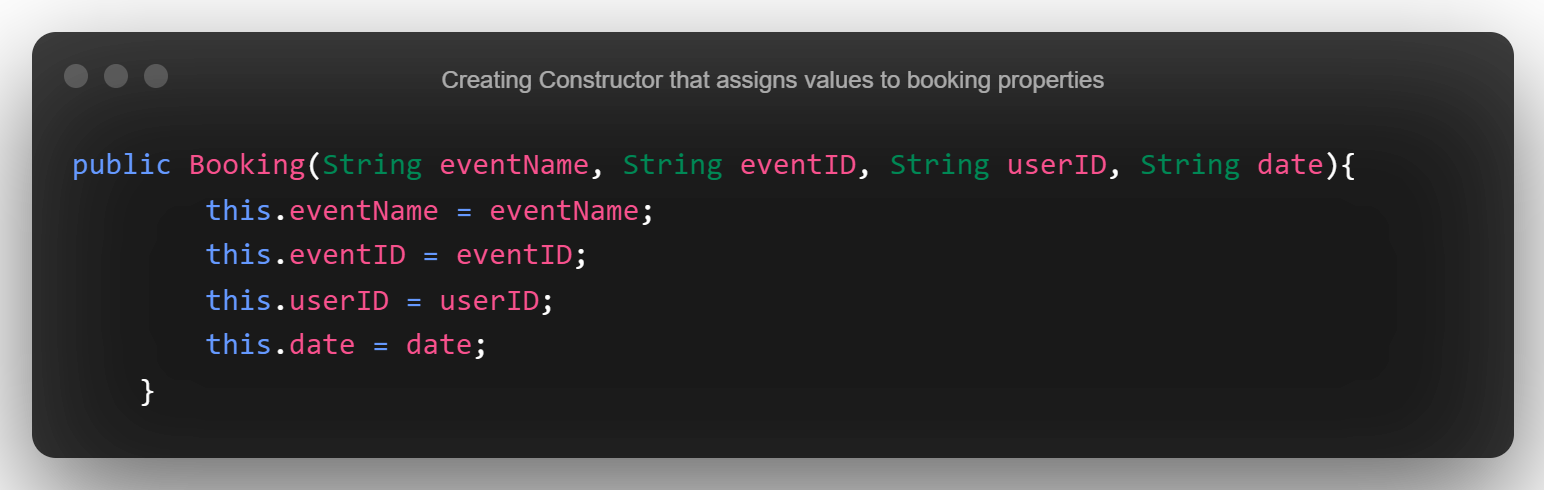 Creating Constructor that assigns values to booking properties
public Booking(String eventName, String eventID, String userID, String date){
this.eventName = eventName;
this.eventID = eventID;
this.userID = userID;
this.date = date;
}